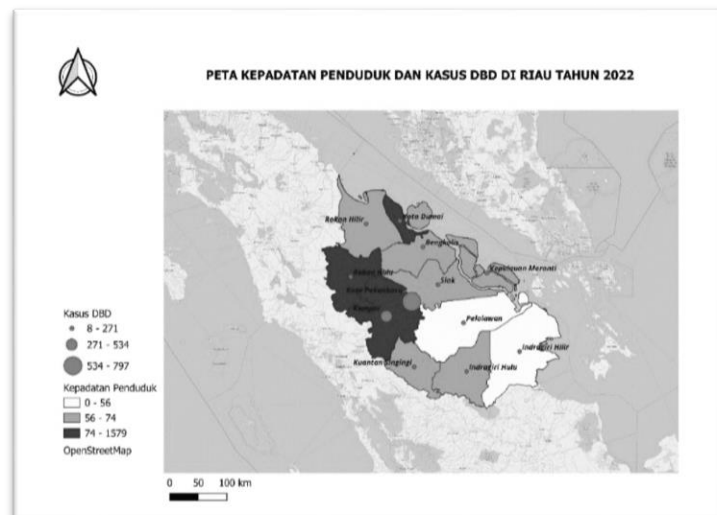 PETA KEPADATAN PENDUDUK DAN KASUS DBD DI RIAU TAHUN 2022
Rokan Hilir
Kota Dumai
Bengkalis
Kepulauan Meranti
Rokan Hulu
Siak
Kota Pekanbaru
Kampar
Pelalawan
Indragiri Hilir
Kuantan Singingi
Indragiri Hulu
Kasus DBD
8 - 271
271 - 534
534 - 797
Kepadatan Penduduk
0 - 56
56 - 74
74 - 1579
OpenStreetMap
0 50 100 km